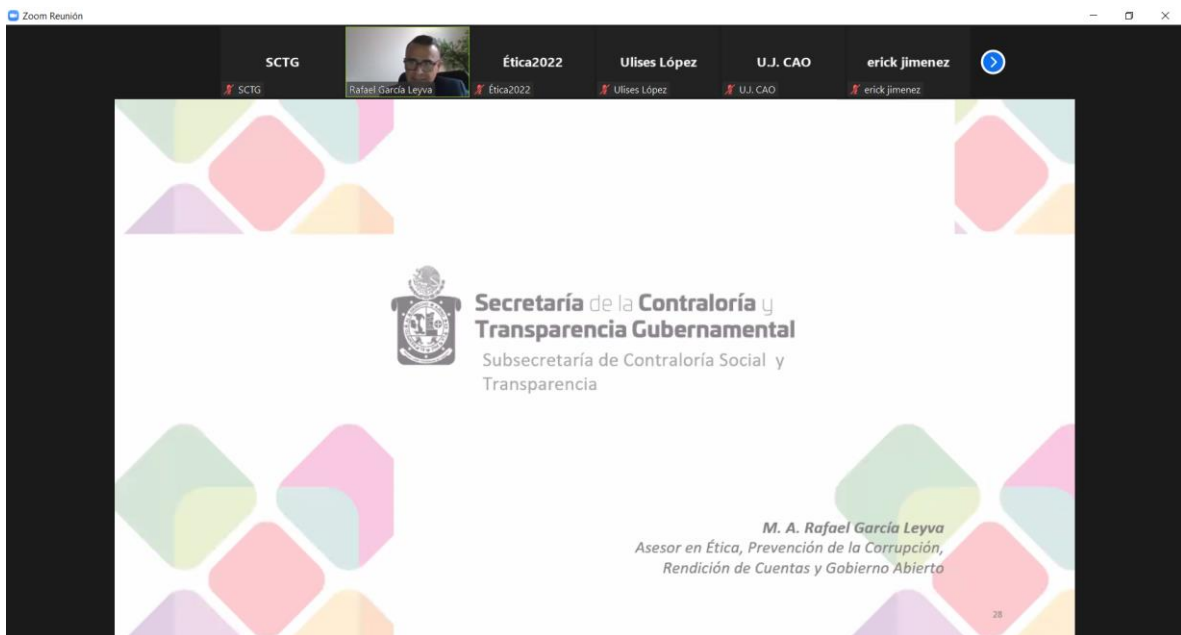 Zoom Reunión
SCTG
Ética2022
Ulises López
U.J. CAO
erick jimenez
SCTG
Rafael García Leyva
Ética2022
Ulises López
U.J. CAO
erick jimenez
Secretaría de la Contraloría y
Transparencia Gubernamental
Subsecretaría de Contraloría Social y
Transparencia
M. A. Rafael García Leyva
Asesor en Ética, Prevención de la Corrupción,
Rendición de Cuentas y Gobierno Abierto
28